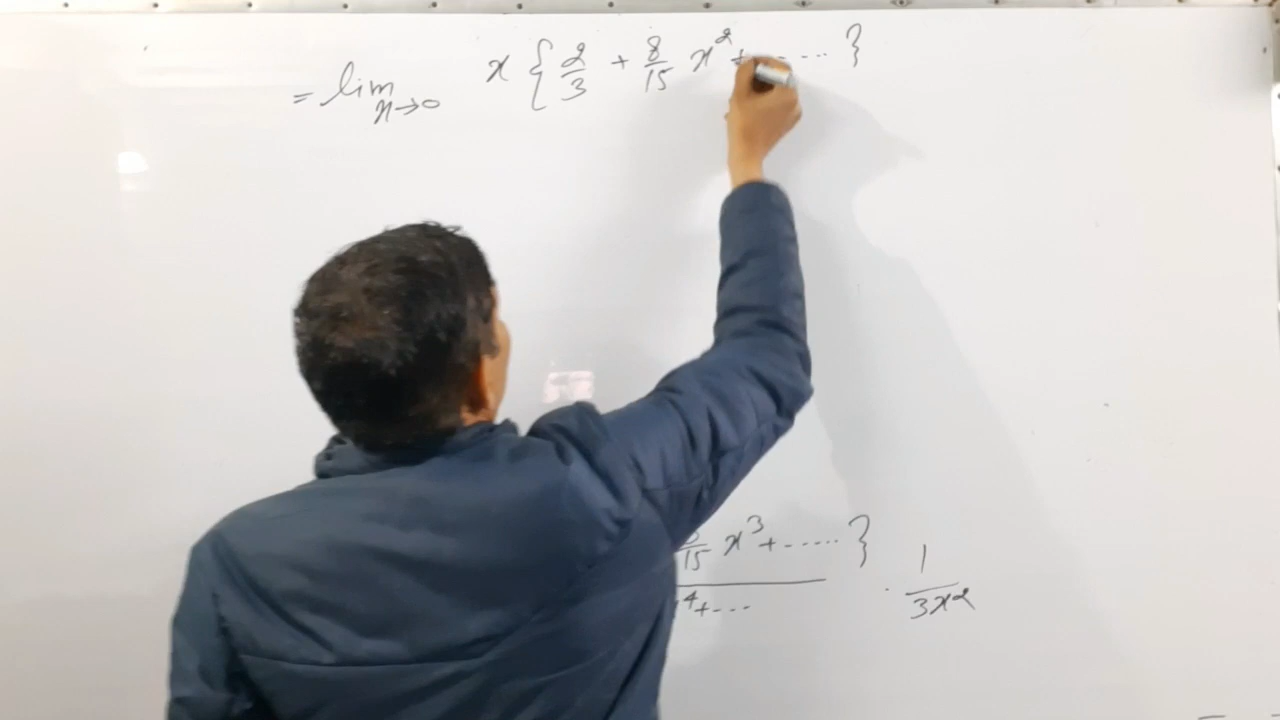 = lim x→0 x { 2/3 + 8/15 x² + ..... }
/15 x³ + ...... } . 1/3x²
⁴ + ...